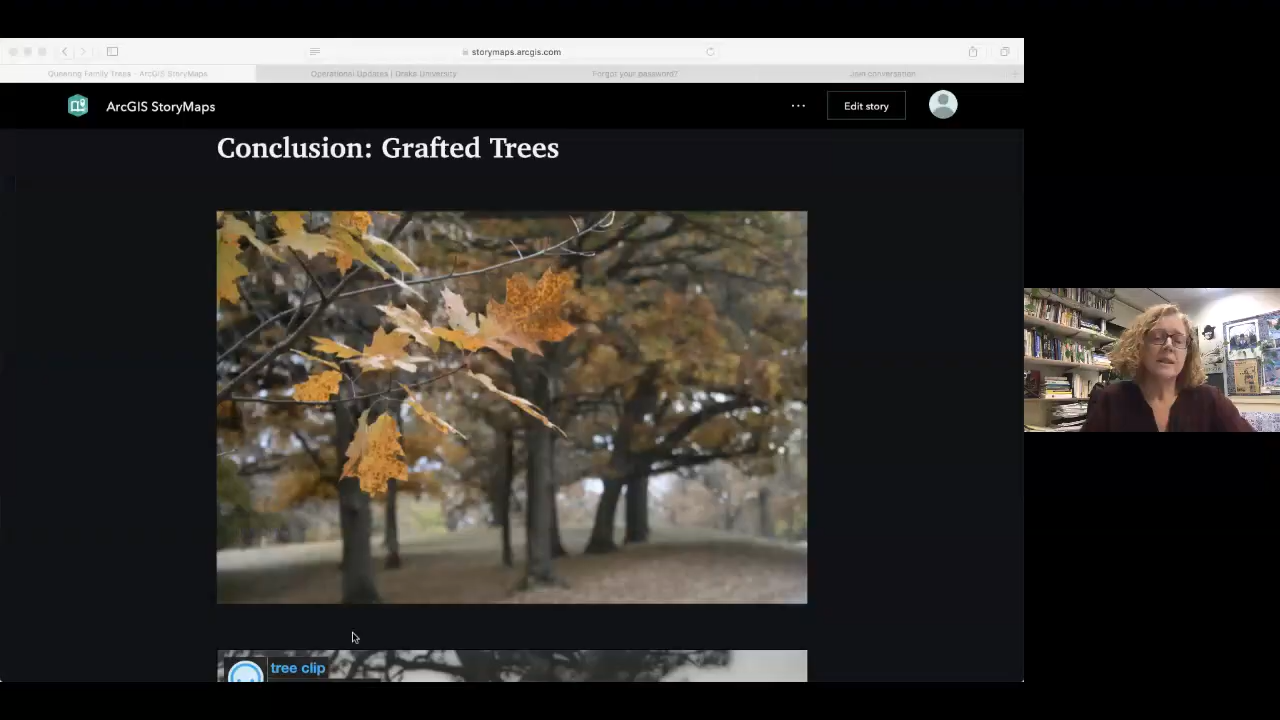 storymaps.arcgis.com
Queering Family Trees - ArcGIS StoryMaps
Operational Updates | Drake University
Forgot your password?
Join conversation
ArcGIS StoryMaps
Edit story
Conclusion: Grafted Trees
tree clip